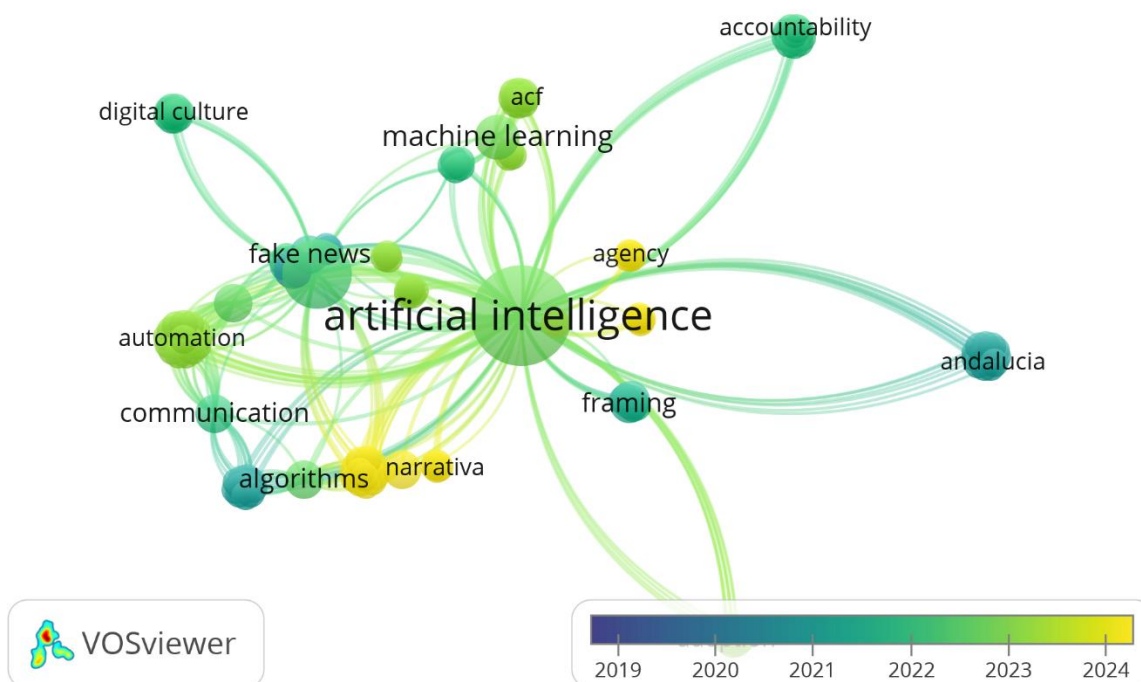 accountability
acf
digital culture
machine learning
fake news
agency
artificial intelligence
automation
andalucia
framing
communication
narrativa
algorithms
VOSviewer
2019 2020 2021 2022 2023 2024